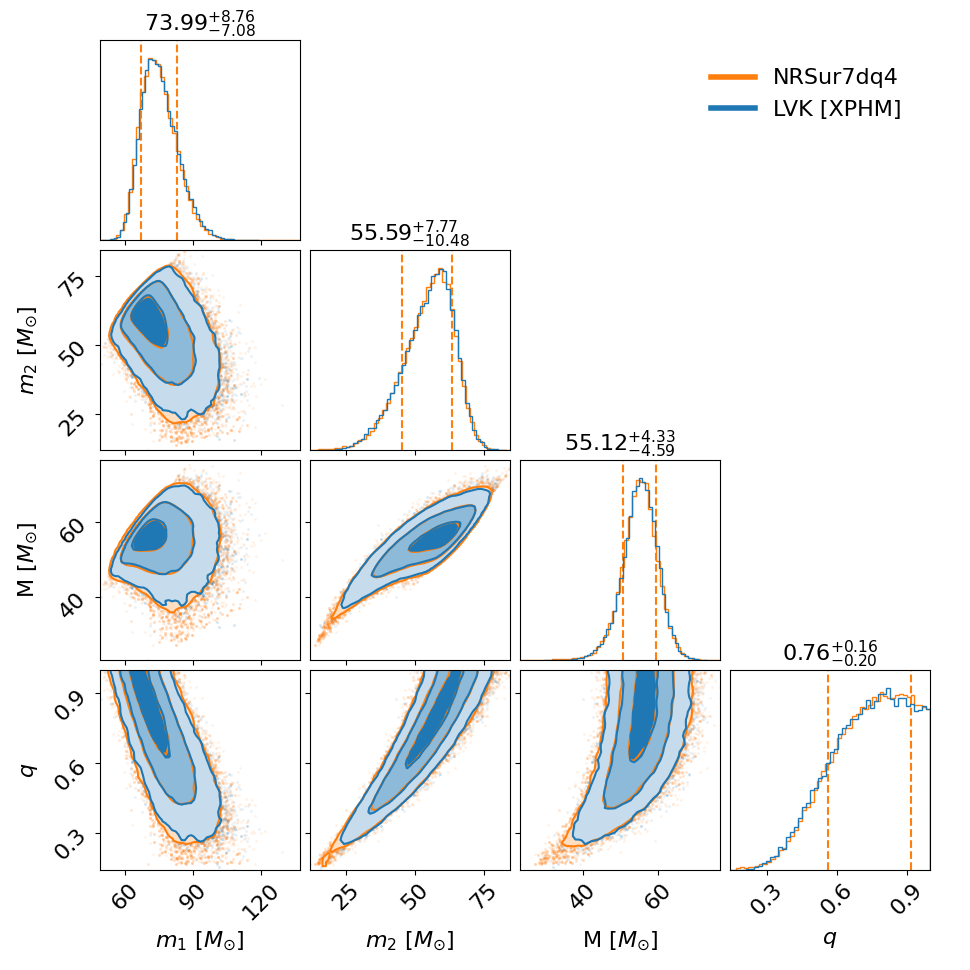 73.99+8.76−7.08
NRSur7dq4
LVK [XPHM]
55.59+7.77−10.48
75
50
25
m2 [M⊙]
55.12+4.33−4.59
60
40
M [M⊙]
0.76+0.16−0.20
0.9
0.6
0.3
q
60 90 120
25 50 75
40 60
0.3 0.6 0.9
m1 [M⊙]
m2 [M⊙]
M [M⊙]
q